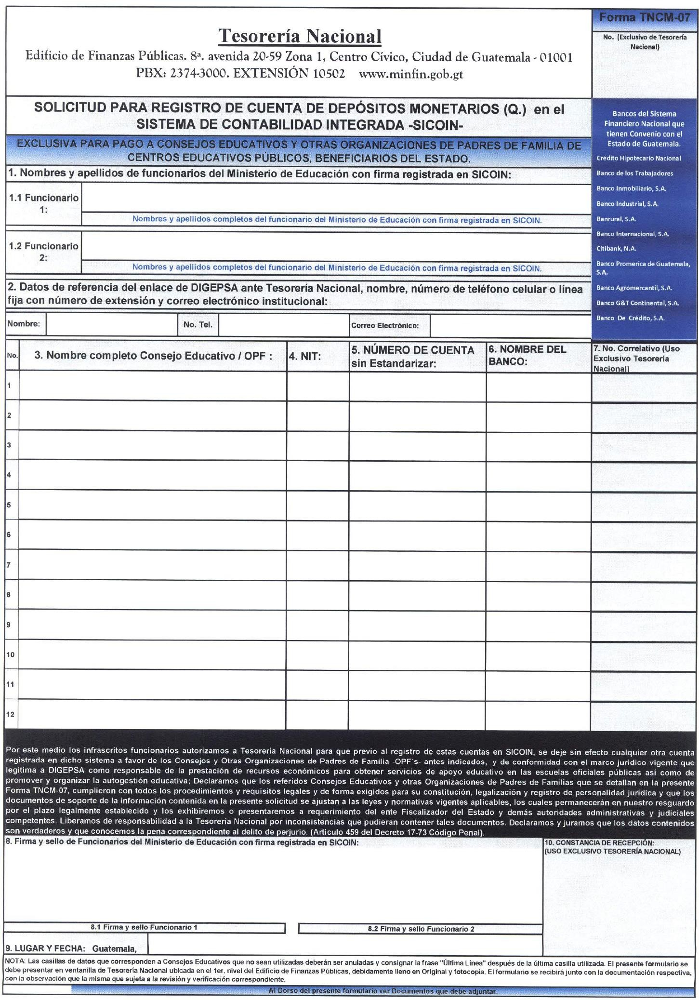 Forma TNCM-07
Tesorería Nacional
Edificio de Finanzas Públicas. 8ª. avenida 20-59 Zona 1, Centro Cívico, Ciudad de Guatemala - 01001
PBX: 2374-3000. EXTENSIÓN 10502 www.minfin.gob.gt
No. (Exclusivo de Tesorería
Nacional)
SOLICITUD PARA REGISTRO DE CUENTA DE DEPÓSITOS MONETARIOS (Q.) en el
SISTEMA DE CONTABILIDAD INTEGRADA -SICOIN-
EXCLUSIVA PARA PAGO A CONSEJOS EDUCATIVOS Y OTRAS ORGANIZACIONES DE PADRES DE FAMILIA DE
CENTROS EDUCATIVOS PÚBLICOS, BENEFICIARIOS DEL ESTADO.
Bancos del Sistema
Financiero Nacional que
tienen Convenio con el
Estado de Guatemala.
Crédito Hipotecario Nacional
Banco de los Trabajadores
Banco Inmobiliario, S.A.
Banco Industrial, S.A.
Banrural, S.A.
Banco Internacional, S.A.
Citibank, N.A.
Banco Promerica de Guatemala,
S.A.
Banco Agromercantil, S.A.
Banco G&T Continental, S.A.
Banco De Crédito, S.A.
1. Nombres y apellidos de funcionarios del Ministerio de Educación con firma registrada en SICOIN:
1.1 Funcionario
1:
Nombres y apellidos completos del funcionario del Ministerio de Educación con firma registrada en SICOIN.
1.2 Funcionario
2:
Nombres y apellidos completos del funcionario del Ministerio de Educación con firma registrada en SICOIN.
2. Datos de referencia del enlace de DIGEPSA ante Tesorería Nacional, nombre, número de teléfono celular o línea
fija con número de extensión y correo electrónico institucional:
Nombre: No. Tel. Correo Electrónico:
No. 3. Nombre completo Consejo Educativo / OPF : 4. NIT:
5. NÚMERO DE CUENTA
sin Estandarizar:
6. NOMBRE DEL
BANCO:
7. No. Correlativo (Uso
Exclusivo Tesorería
Nacional)
1
2
3
4
5
6
7
8
9
10
11
12
Por este medio los infrascritos funcionarios autorizamos a Tesorería Nacional para que previo al registro de estas cuentas en SICOIN, se deje sin efecto cualquier otra cuenta
registrada en dicho sistema a favor de los Consejos y Otras Organizaciones de Padres de Familia -OPF´s- antes indicados, y de conformidad con el marco jurídico vigente que
legitima a DIGEPSA como responsable de la prestación de recursos económicos para obtener servicios de apoyo educativo en las escuelas oficiales públicas así como de
promover y organizar la autogestión educativa; Declaramos que los referidos Consejos Educativos y otras Organizaciones de Padres de Familias que se detallan en la presente
Forma TNCM-07, cumplieron con todos los procedimientos y requisitos legales y de forma exigidos para su constitución, legalización y registro de personalidad jurídica y que los
documentos de soporte de la información contenida en la presente solicitud se ajustan a las leyes y normativas vigentes aplicables, los cuales permanecerán en nuestro resguardo
por el plazo legalmente establecido y los exhibiremos o presentaremos a requerimiento del ente Fiscalizador del Estado y demás autoridades administrativas y judiciales
competentes. Liberamos de responsabilidad a la Tesorería Nacional por inconsistencias que pudieran contener tales documentos. Declaramos y juramos que los datos contenidos
son verdaderos y que conocemos la pena correspondiente al delito de perjurio. (Artículo 459 del Decreto 17-73 Código Penal).
8. Firma y sello de Funcionarios del Ministerio de Educación con firma registrada en SICOIN:
10. CONSTANCIA DE RECEPCIÓN:
(USO EXCLUSIVO TESORERÍA NACIONAL)
8.1 Firma y sello Funcionario 1
8.2 Firma y sello Funcionario 2
9. LUGAR Y FECHA: Guatemala,
NOTA: Las casillas de datos que corresponden a Consejos Educativos que no sean utilizadas deberán ser anuladas y consignar la frase "Última Línea" después de la última casilla utilizada. El presente formulario se
debe presentar en ventanilla de Tesorería Nacional ubicada en el 1er, nivel del Edificio de Finanzas Públicas, debidamente lleno en Original y fotocopia. El formulario se recibirá junto con la documentación respectiva,
con la observación que la misma que sujeta a la revisión y verificación correspondiente.
Al Dorso del presente formulario ver Documentos que debe adjuntar.